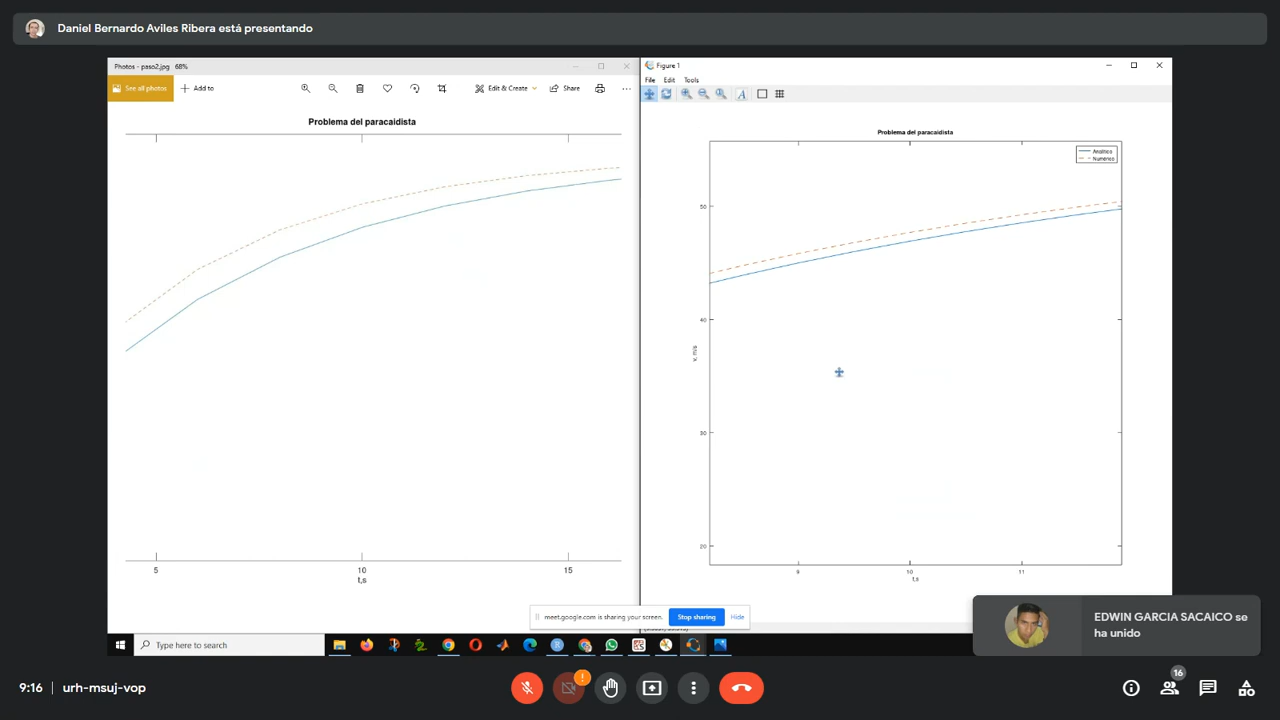 Daniel Bernardo Aviles Ribera está presentando
Photos - paso2.jpg 68%
See all photos
Add to
Edit & Create
Share
Problema del paracaidista
5
10
15
t,s
Figure 1
File Edit Tools
A
Problema del paracaidista
Analitico
Numerico
50
40
30
20
v, m/s
9
10
11
t,s
meet.google.com is sharing your screen.
Stop sharing
Hide
EDWIN GARCIA SACAICO se
ha unido
Type here to search
9:16
urh-msuj-vop
16